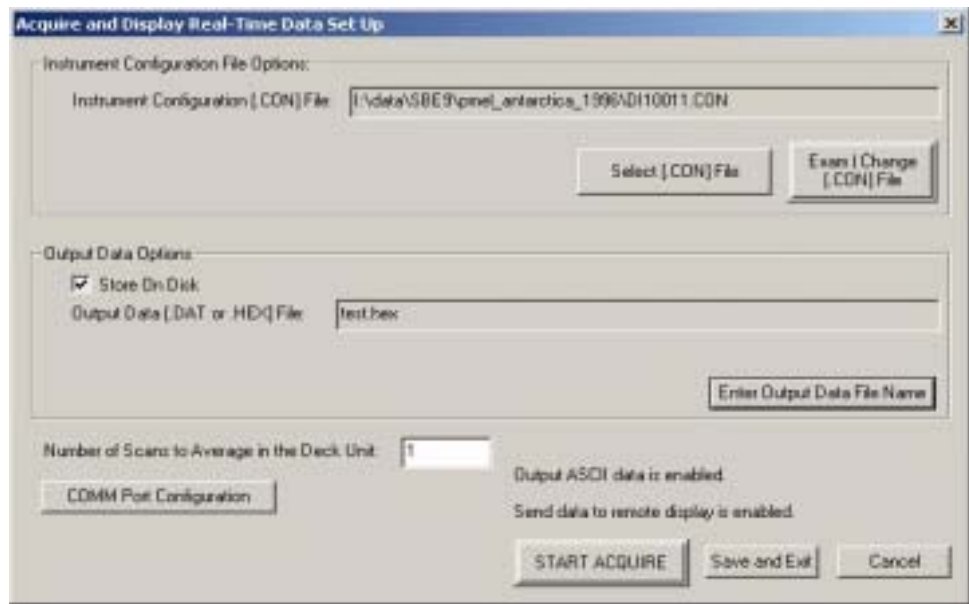 Acquire and Display Real-Time Data Set Up
Instrument Configuration File Options:
Instrument Configuration [.CON] File:
I:\data\SBE9\pmel_antarctica_1996\DI10011.CON
Select [.CON] File
Exam | Change
[.CON] File
Output Data Options
Store On Disk
Output Data [.DAT or .HEX] File:
test.hex
Enter Output Data File Name
Number of Scans to Average in the Deck Unit:
1
COMM Port Configuration
Output ASCII data is enabled.
Send data to remote display is enabled.
START ACQUIRE
Save and Exit
Cancel